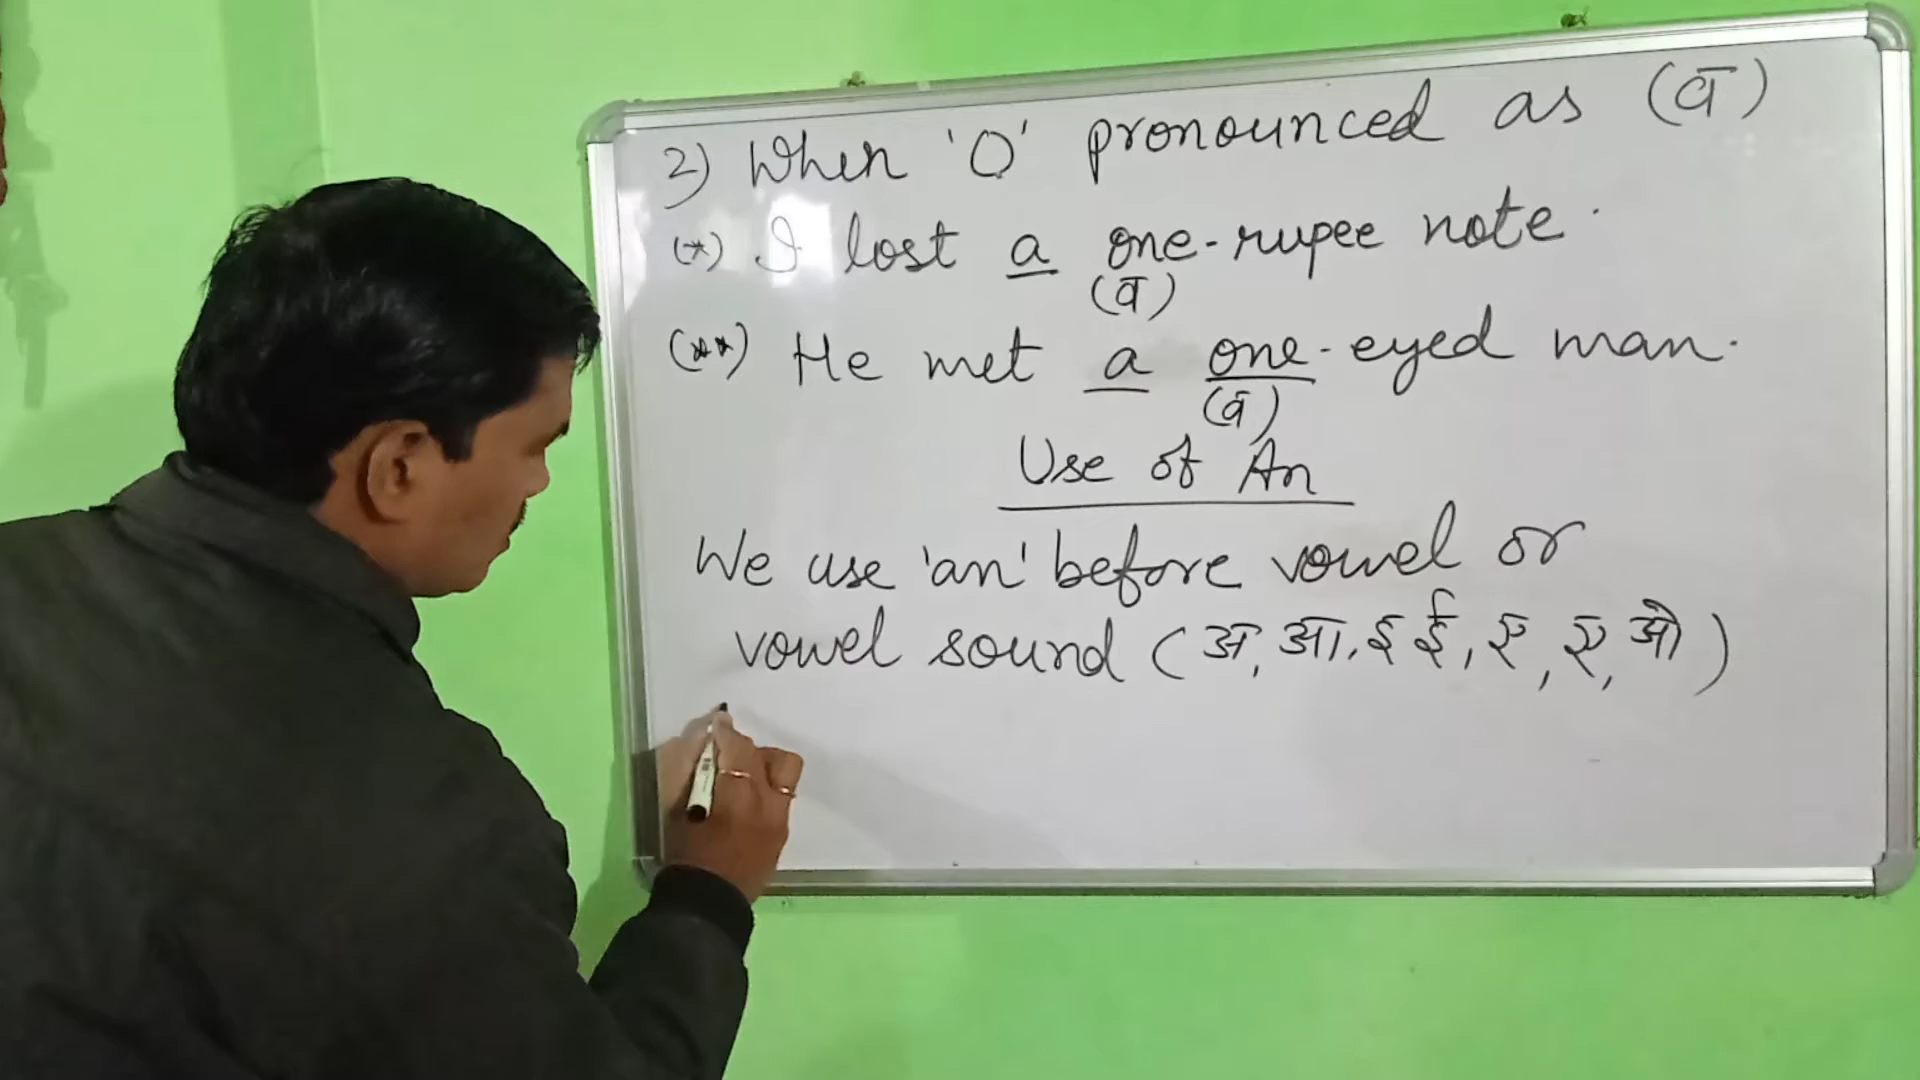 2) When 'O' pronounced as (व)
(*) I lost a one-rupee note.
(व)
(**) He met a one-eyed man.
(व)
Use of An
We use 'an' before vowel or
vowel sound (अ, आ, इ ई, ए, ए, ओ)